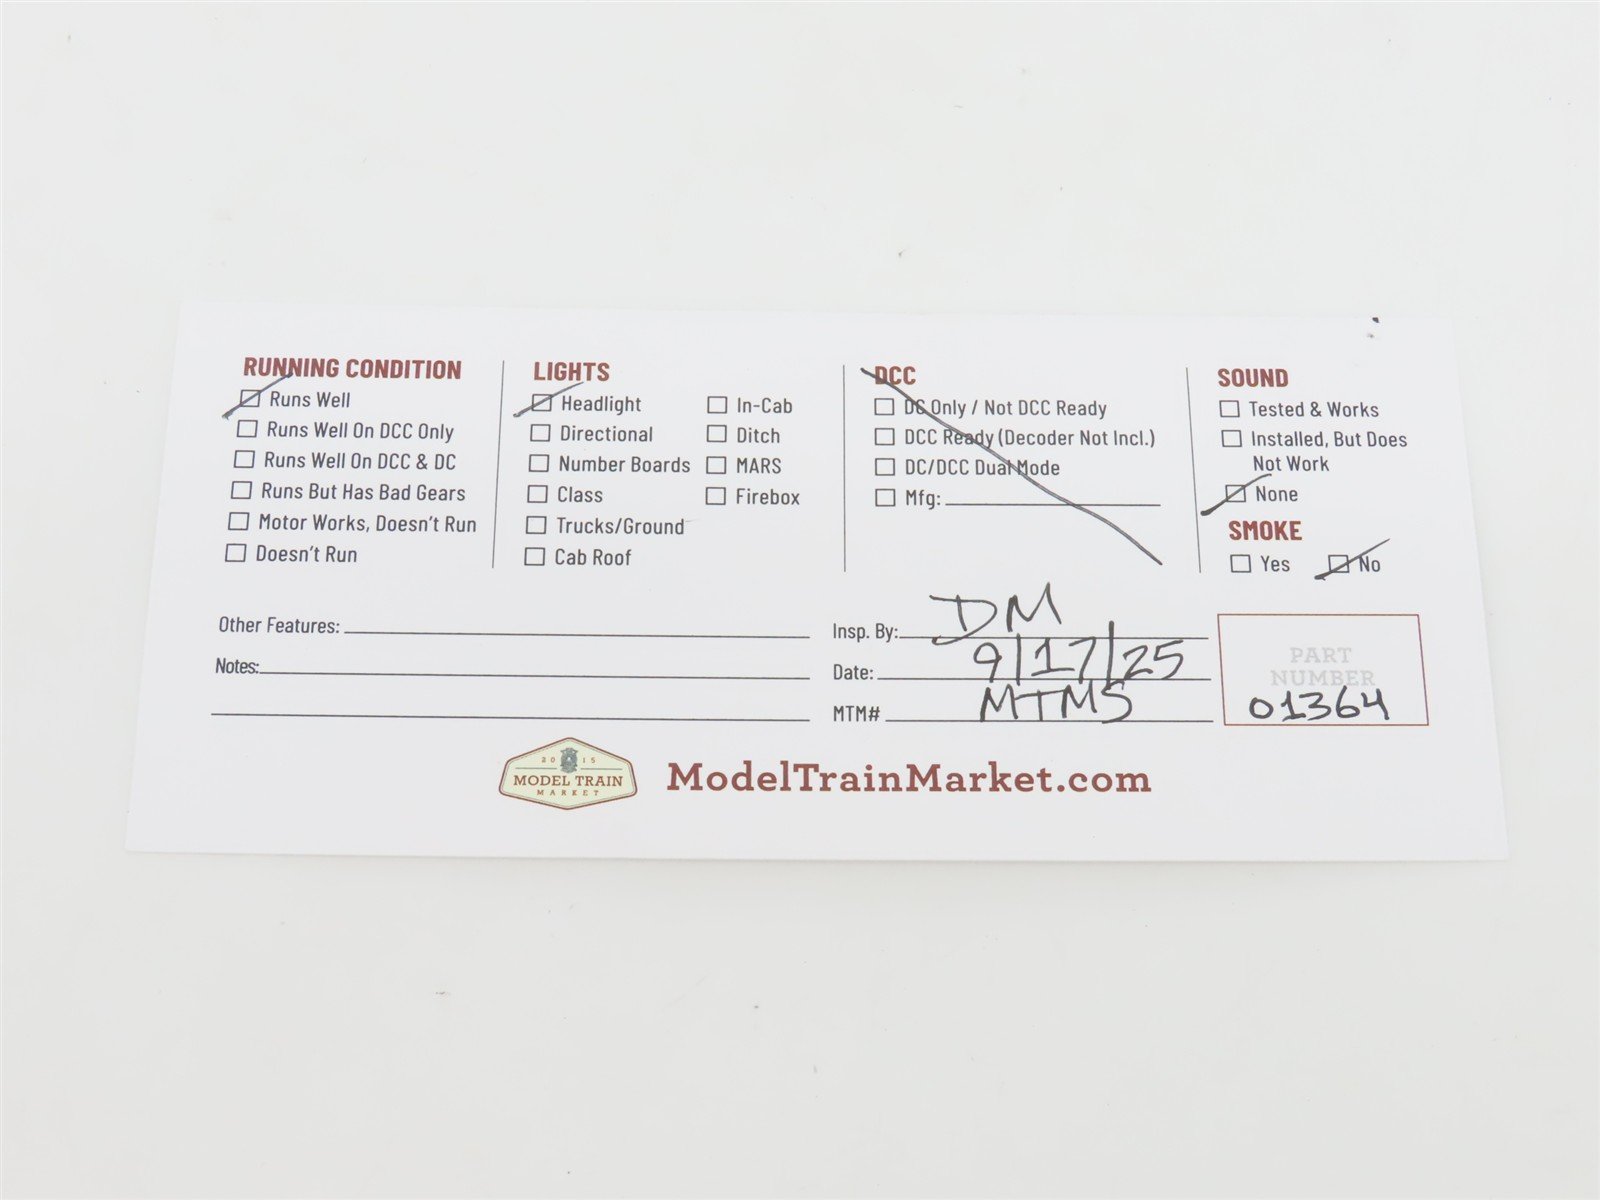 RUNNING CONDITION
Runs Well
Runs Well On DCC Only
Runs Well On DCC & DC
Runs But Has Bad Gears
Motor Works, Doesn't Run
Doesn't Run
LIGHTS
Headlight
Directional
Number Boards
Class
Trucks/Ground
Cab Roof
In-Cab
Ditch
MARS
Firebox
DCC
DC Only / Not DCC Ready
DCC Ready (Decoder Not Incl.)
DC/DCC Dual Mode
Mfg:
SOUND
Tested & Works
Installed, But Does
Not Work
None
SMOKE
Yes No
Other Features:
Notes:
Insp. By: DM
Date: 9/17/25
MTM# MTMS
PART
NUMBER
01364
2015
MODEL TRAIN
MARKET
ModelTrainMarket.com